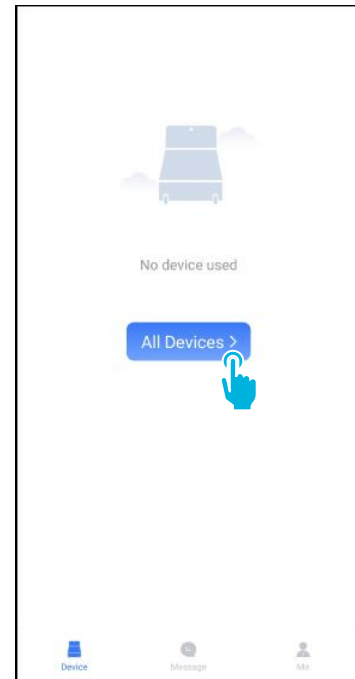 No device used
All Devices >
Device
Message
Me